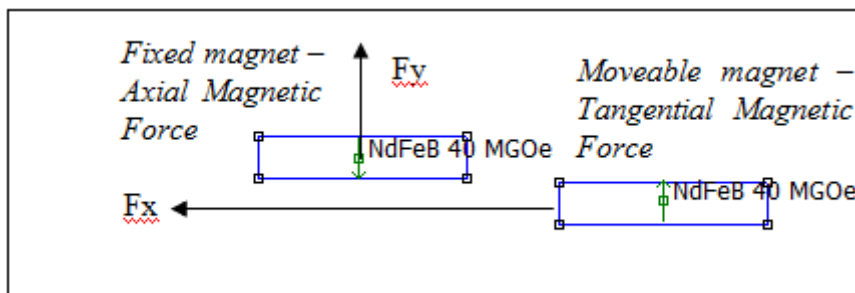 Fixed magnet –
Axial Magnetic
Force
Fy
Moveable magnet –
Tangential Magnetic
Force
NdFeB 40 MGOe
NdFeB 40 MGOe
Fx